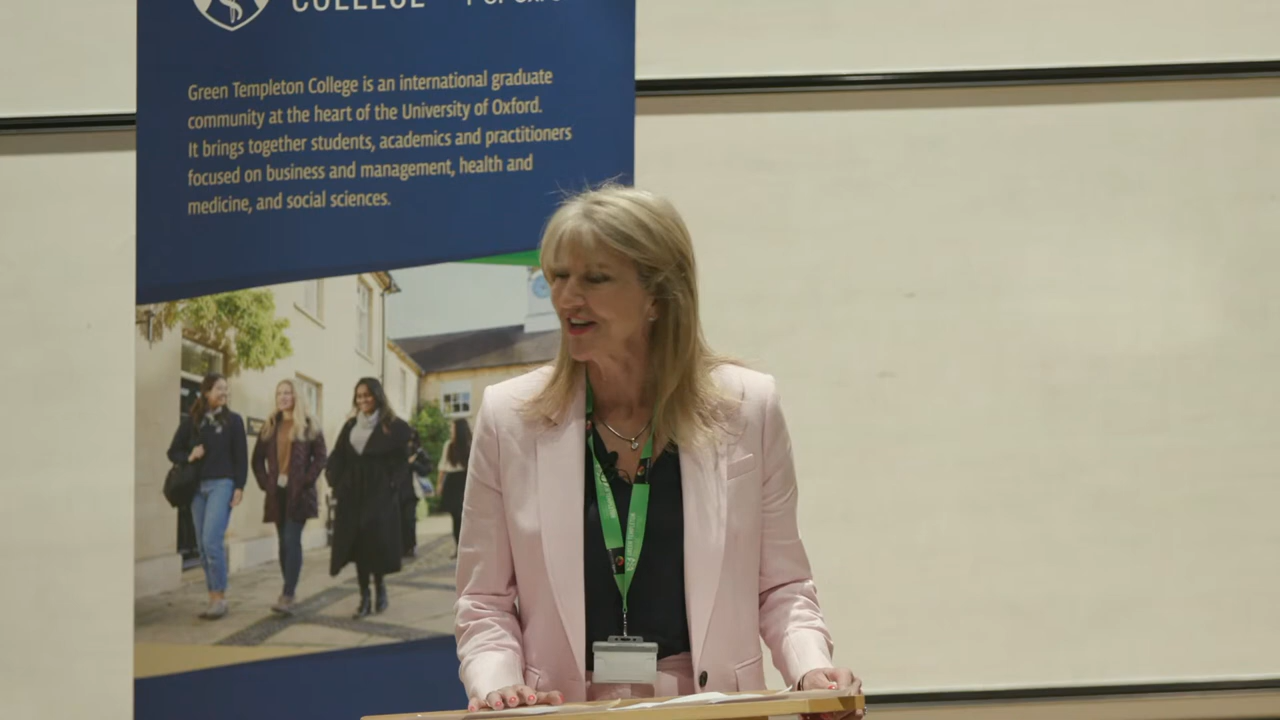 COLLEGE
Green Templeton College is an international graduate
community at the heart of the University of Oxford.
It brings together students, academics and practitioners
focused on business and management, health and
medicine, and social sciences.